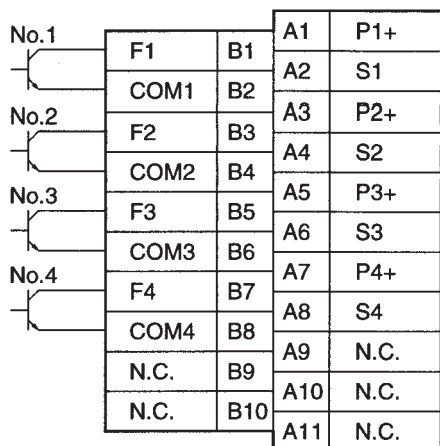 No.1
F1 B1
COM1 B2
No.2
F2 B3
COM2 B4
No.3
F3 B5
COM3 B6
No.4
F4 B7
COM4 B8
N.C. B9
N.C. B10
A1 P1+
A2 S1
A3 P2+
A4 S2
A5 P3+
A6 S3
A7 P4+
A8 S4
A9 N.C.
A10 N.C.
A11 N.C.